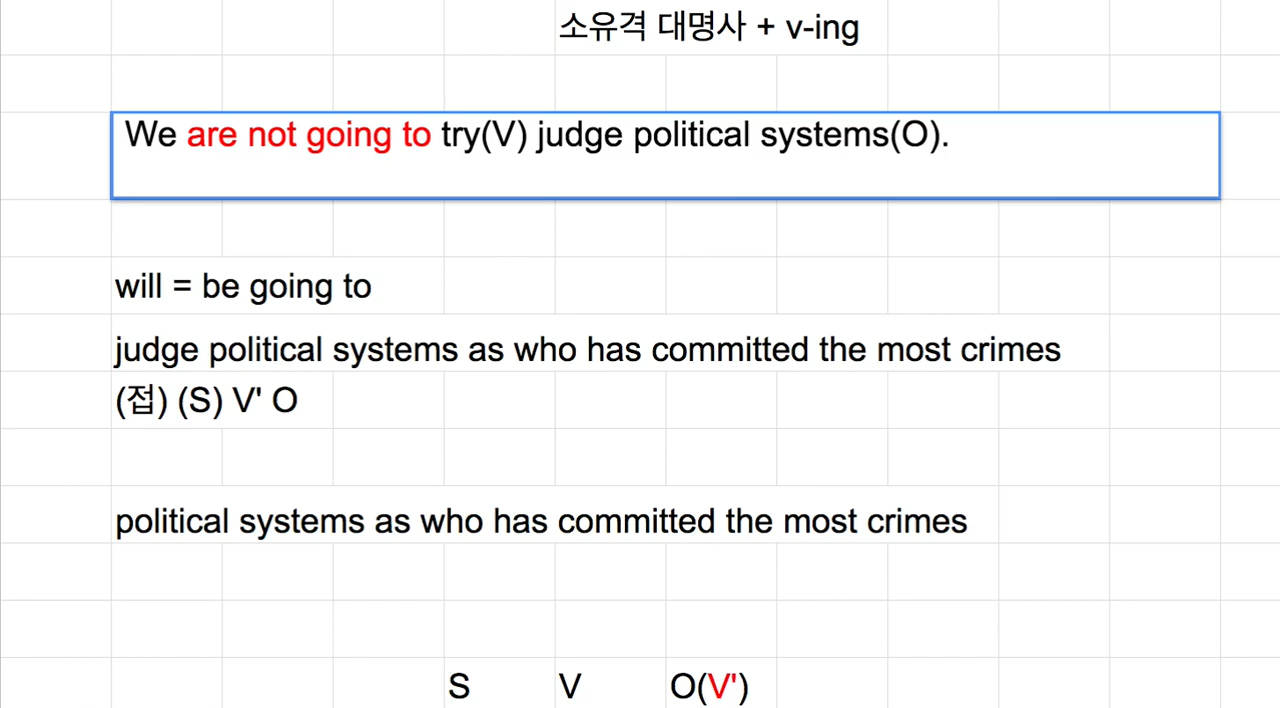 소유격 대명사 + v-ing
We are not going to try(V) judge political systems(O).
will = be going to
judge political systems as who has committed the most crimes
(접) (S) V' O
political systems as who has committed the most crimes
S V O(V')